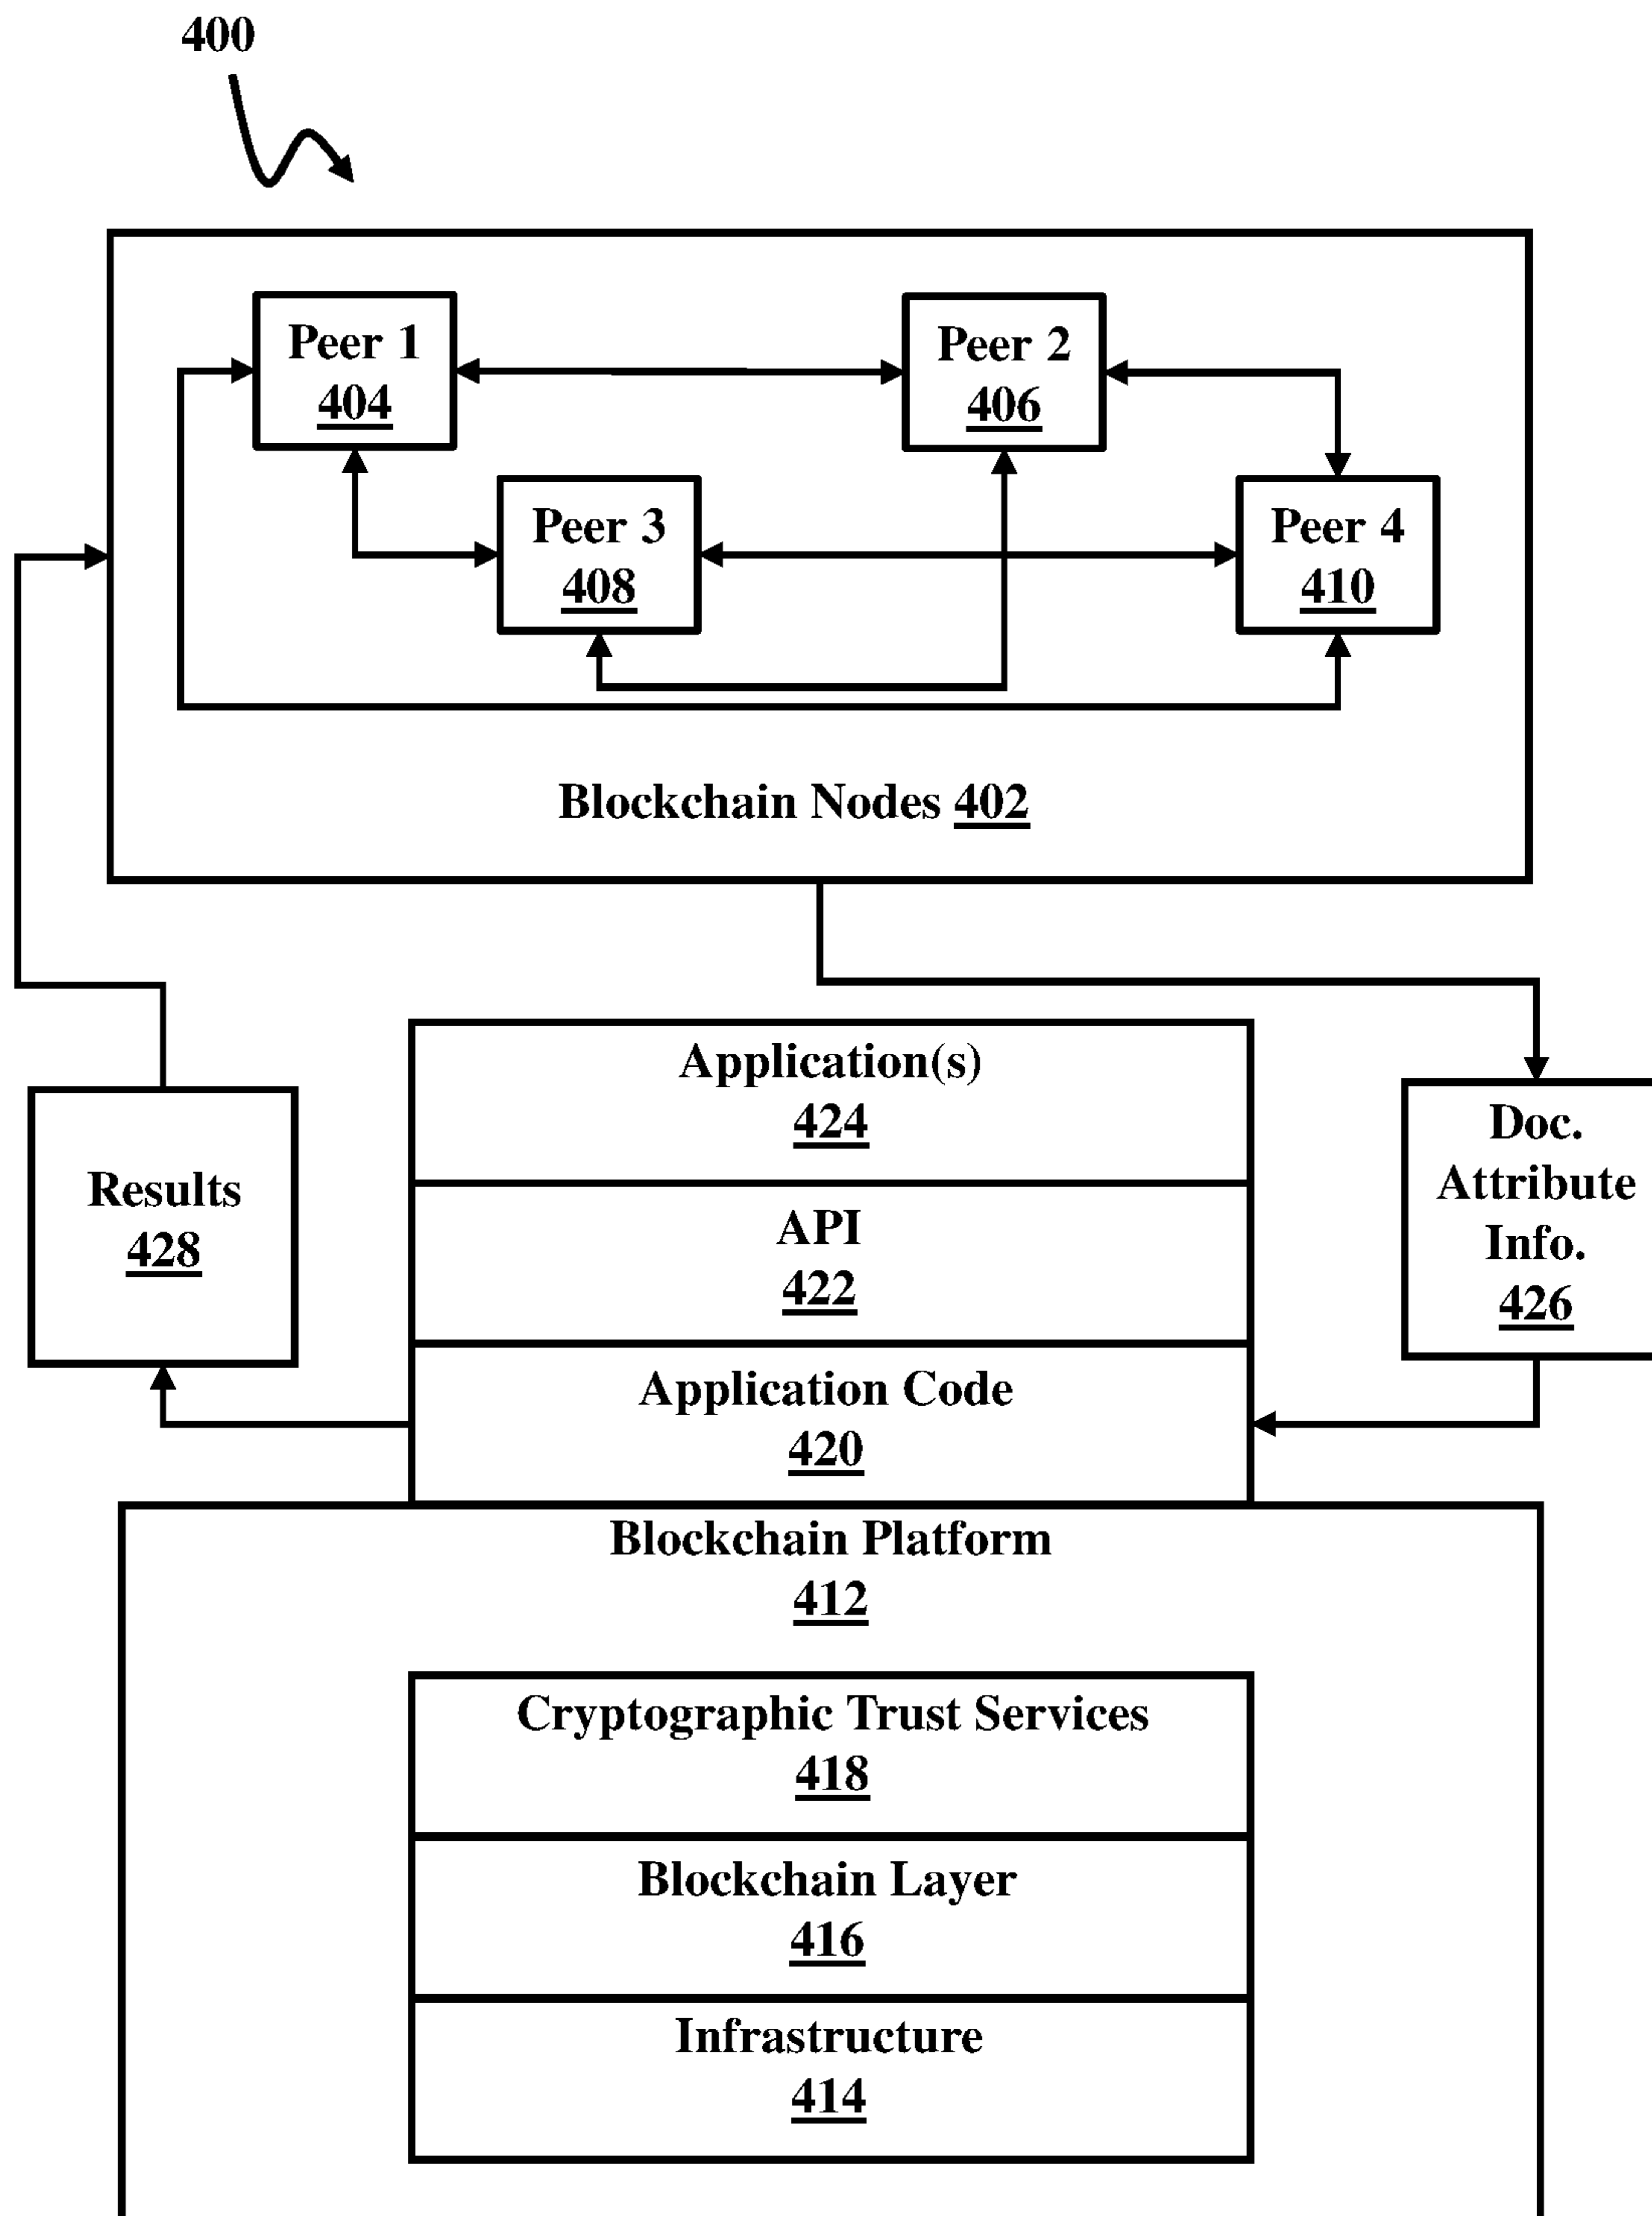 400
Peer 1
404
Peer 2
406
Peer 3
408
Peer 4
410
Blockchain Nodes 402
Application(s)
424
API
422
Application Code
420
Results
428
Doc.
Attribute
Info.
426
Blockchain Platform
412
Cryptographic Trust Services
418
Blockchain Layer
416
Infrastructure
414